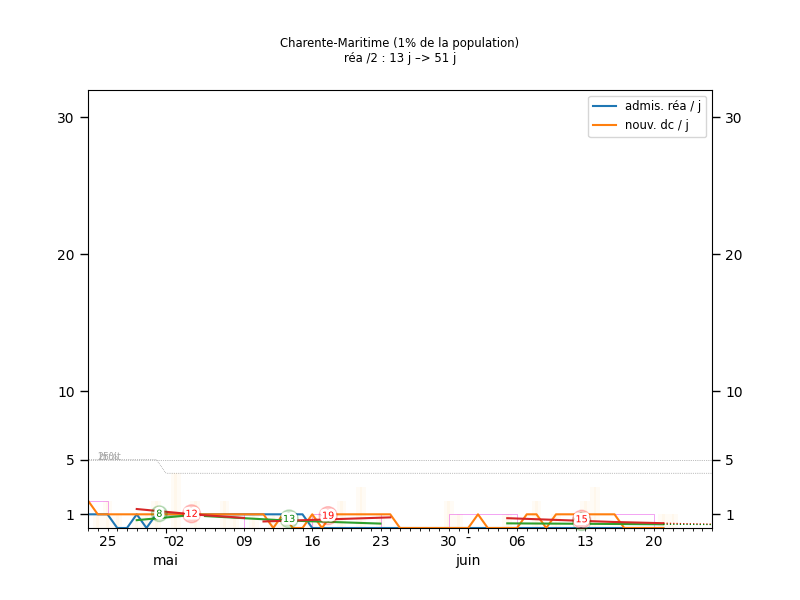 Charente-Maritime (1% de la population)
réa /2 : 13 j –> 51 j
admis. réa / j
nouv. dc / j
30 30
20 20
10 10
5 5
1 1
8 12 13 19 15
25 02 09 16 23 30 06 13 20
mai juin